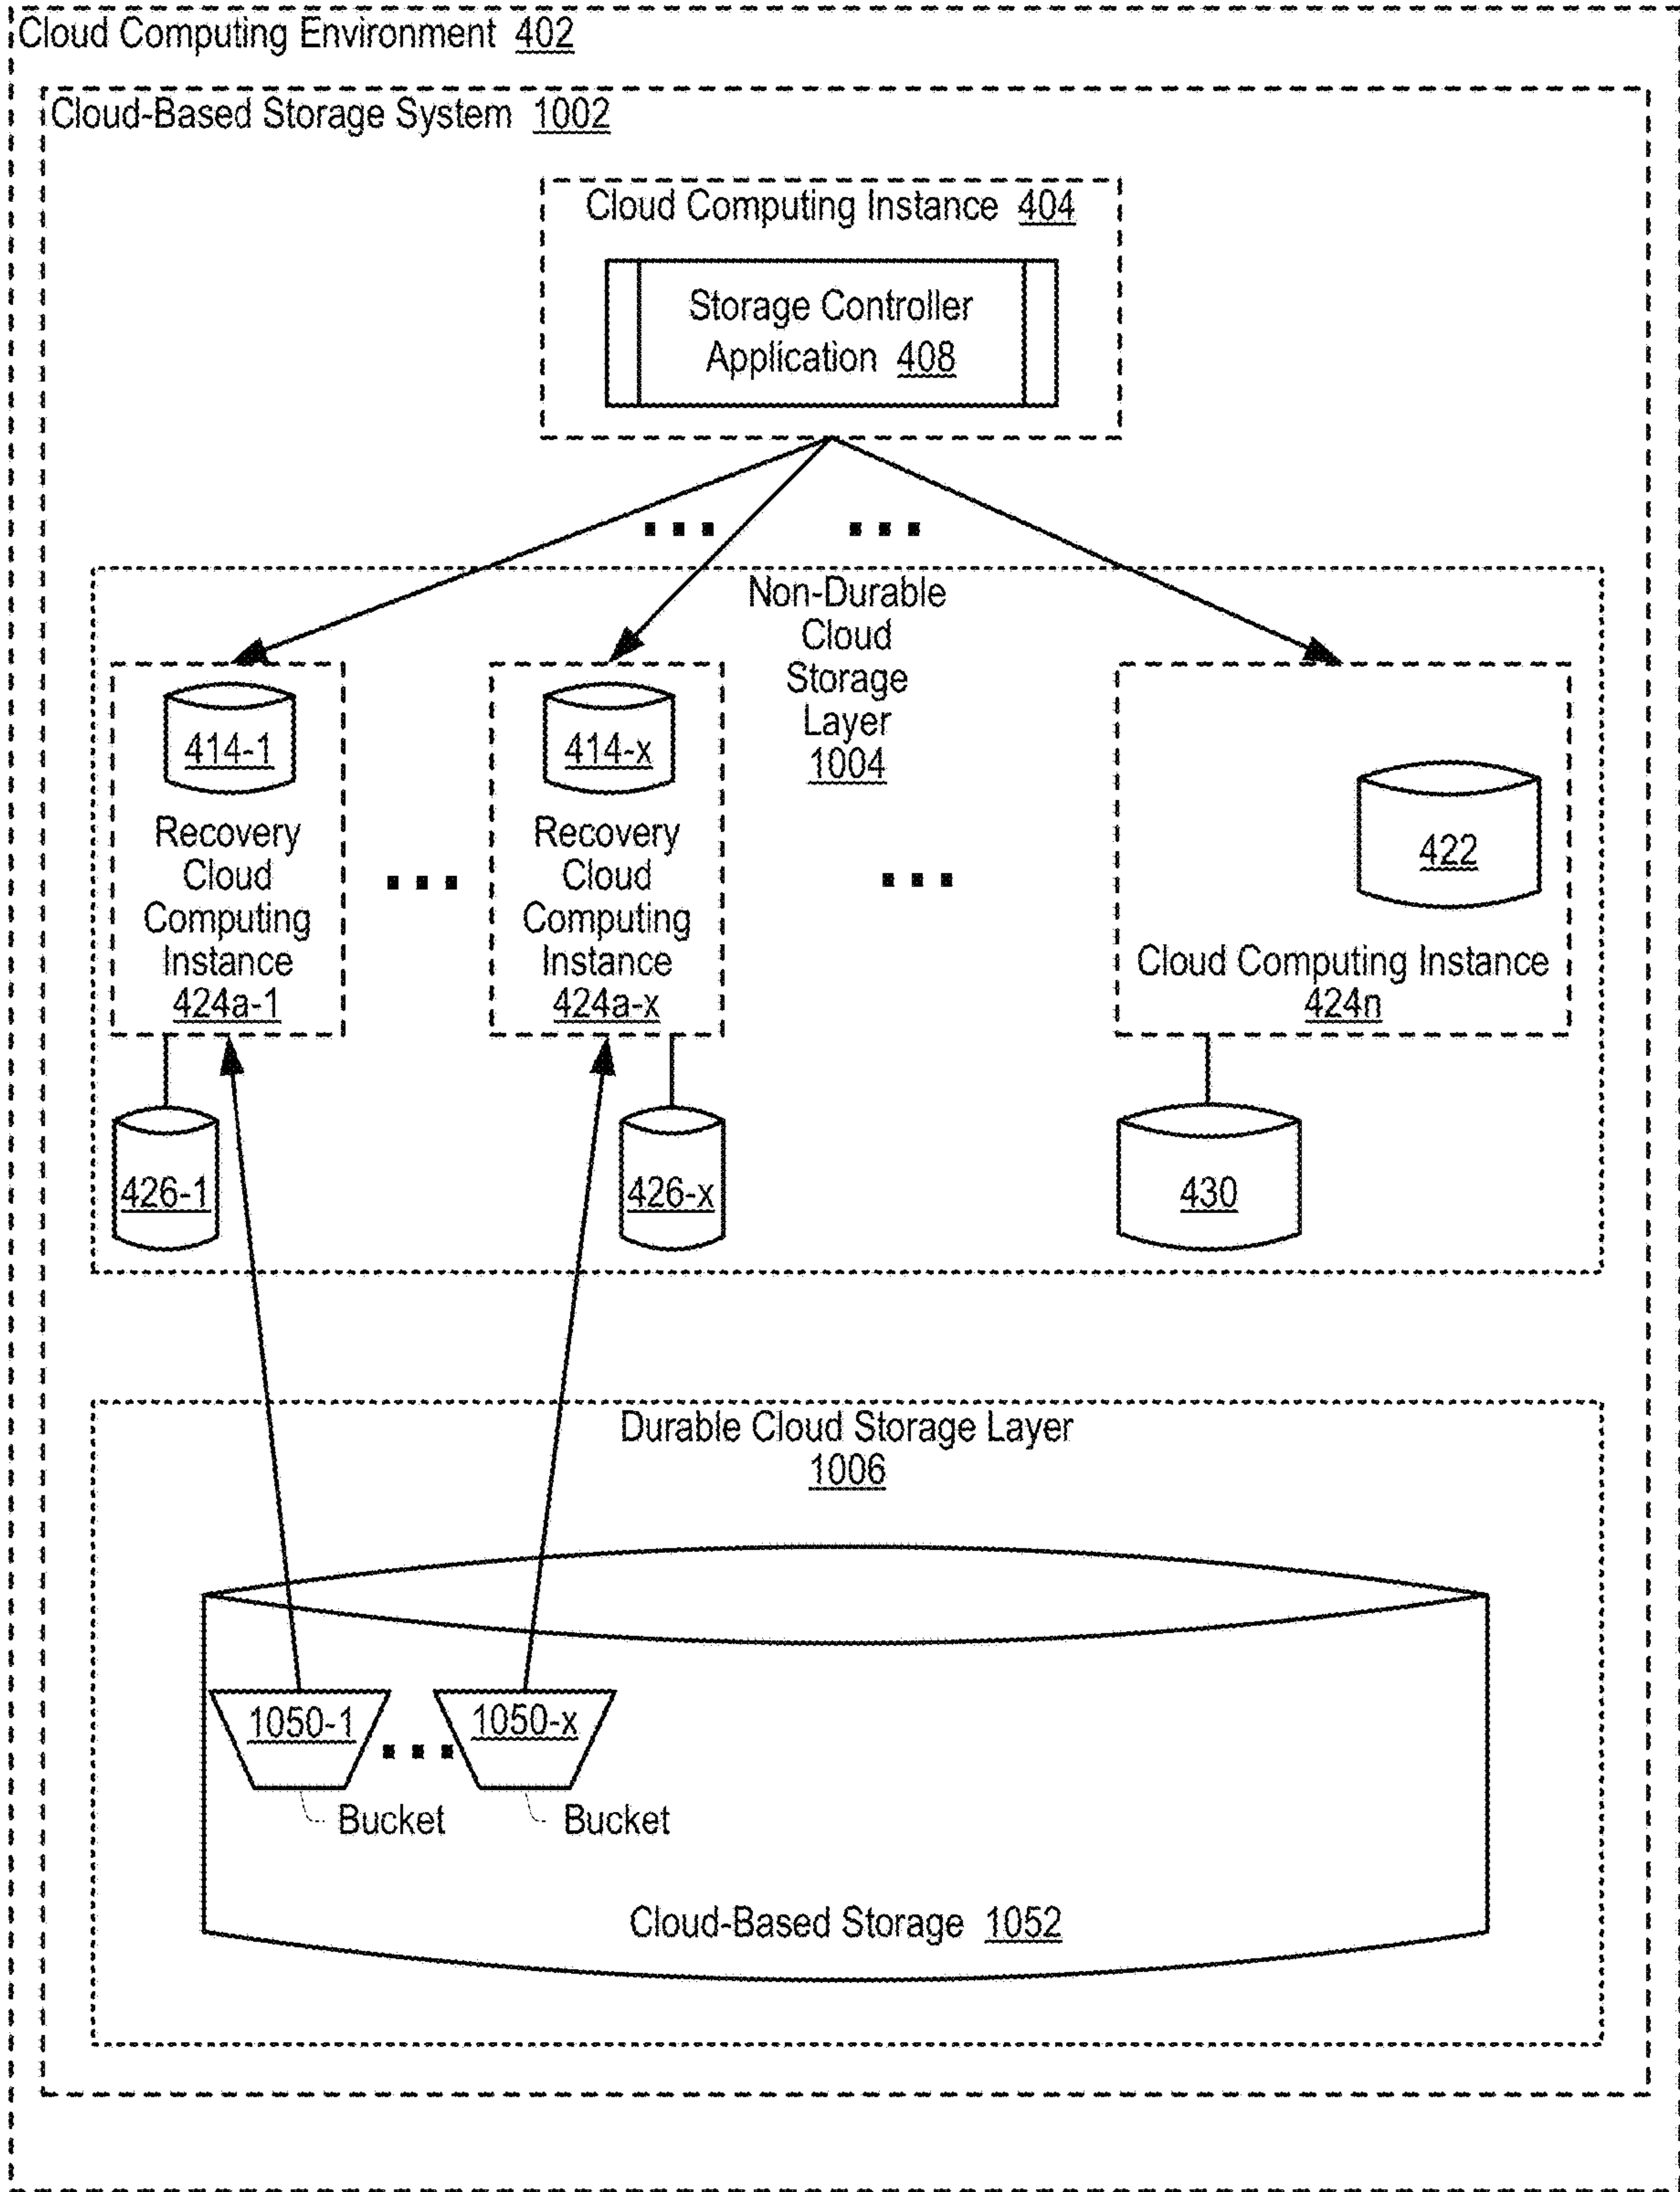 Cloud Computing Environment 402
Cloud-Based Storage System 1002
Cloud Computing Instance 404
Storage Controller
Application 408
Non-Durable
Cloud
Storage
Layer
1004
414-1
Recovery
Cloud
Computing
Instance
424a-1
414-x
Recovery
Cloud
Computing
Instance
424a-x
422
Cloud Computing Instance
424n
426-1
426-x
430
Durable Cloud Storage Layer
1006
1050-1
1050-x
Bucket
Bucket
Cloud-Based Storage 1052